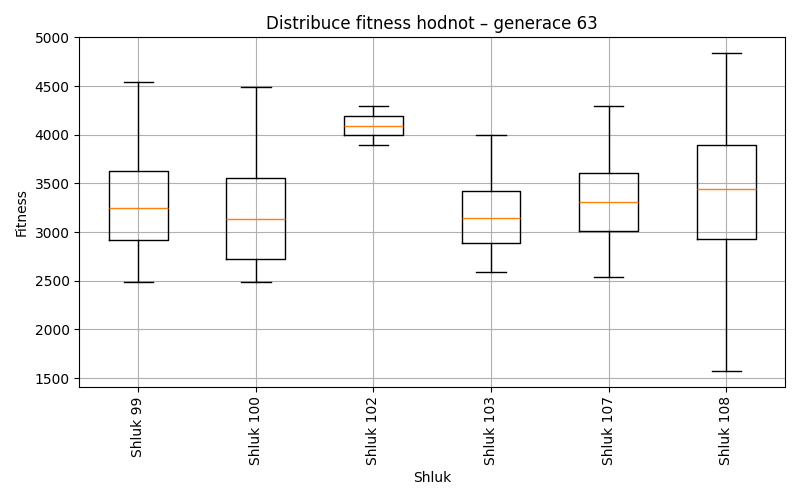 Distribuce fitness hodnot – generace 63
5000
4500
4000
3500
3000
2500
2000
1500
Fitness
Shluk 99
Shluk 100
Shluk 102
Shluk 103
Shluk 107
Shluk 108
Shluk